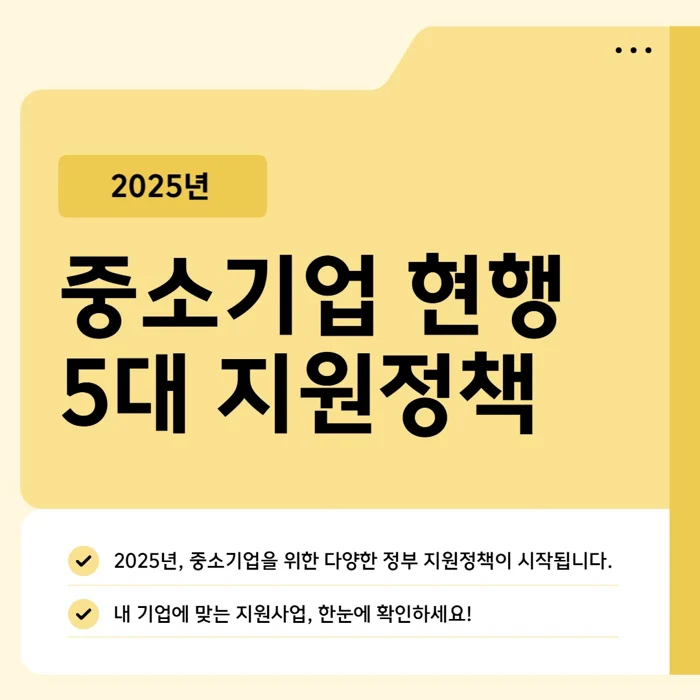 2025년
중소기업 현행
5대 지원정책
2025년, 중소기업을 위한 다양한 정부 지원정책이 시작됩니다.
내 기업에 맞는 지원사업, 한눈에 확인하세요!